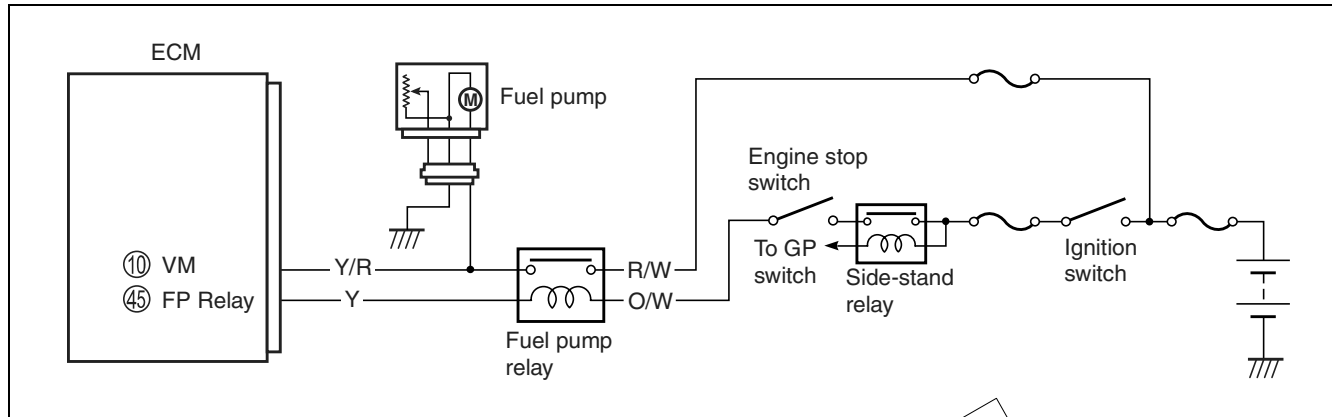 ECM
M
Fuel pump
Engine stop
switch
To GP
switch
Side-stand
relay
Ignition
switch
⑩ VM
Y/R
R/W
㊺ FP Relay
Y
O/W
Fuel pump
relay